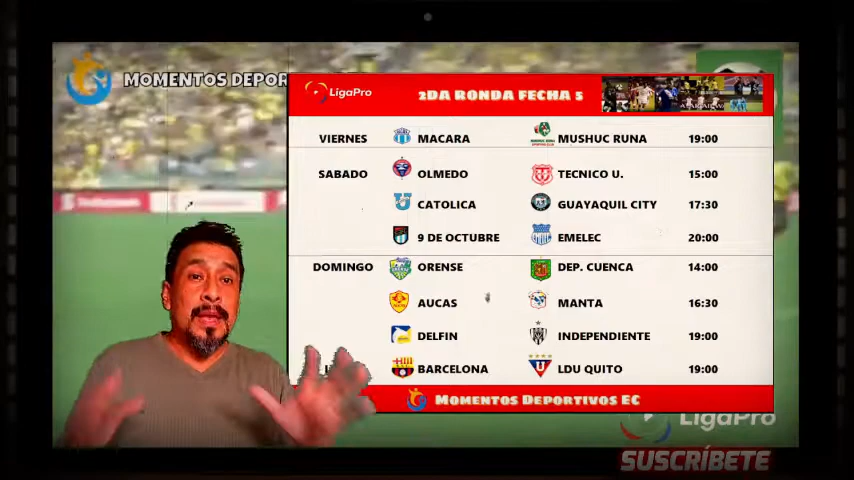 MOMENTOS DEPOR
LigaPro
2DA RONDA FECHA 5
VIERNES MACARA MUSHUC RUNA 19:00
SABADO OLMEDO TECNICO U. 15:00
CATOLICA GUAYAQUIL CITY 17:30
9 DE OCTUBRE EMELEC 20:00
DOMINGO ORENSE DEP. CUENCA 14:00
AUCAS MANTA 16:30
DELFIN INDEPENDIENTE 19:00
BARCELONA LDU QUITO 19:00
MOMENTOS DEPORTIVOS EC
LigaPro
SUSCRÍBETE